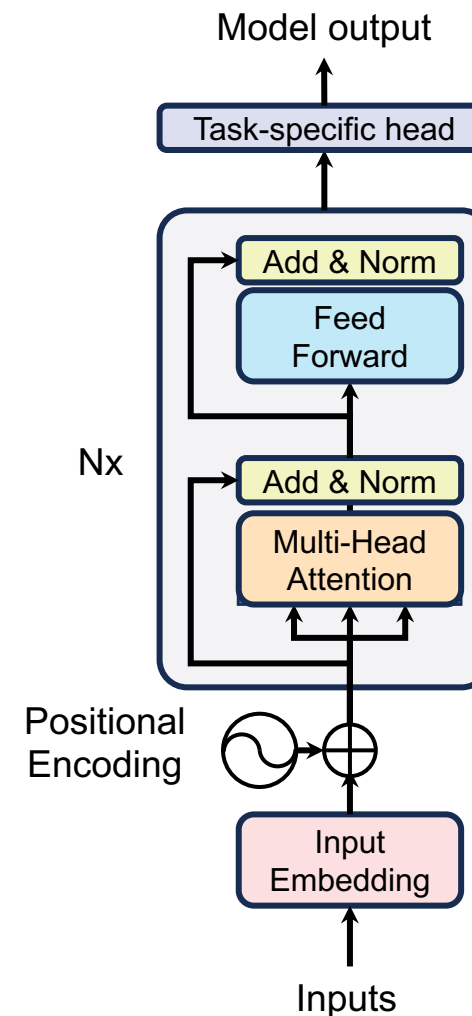 Model output
Task-specific head
Add & Norm
Feed
Forward
Nx
Add & Norm
Multi-Head
Attention
Positional
Encoding
Input
Embedding
Inputs